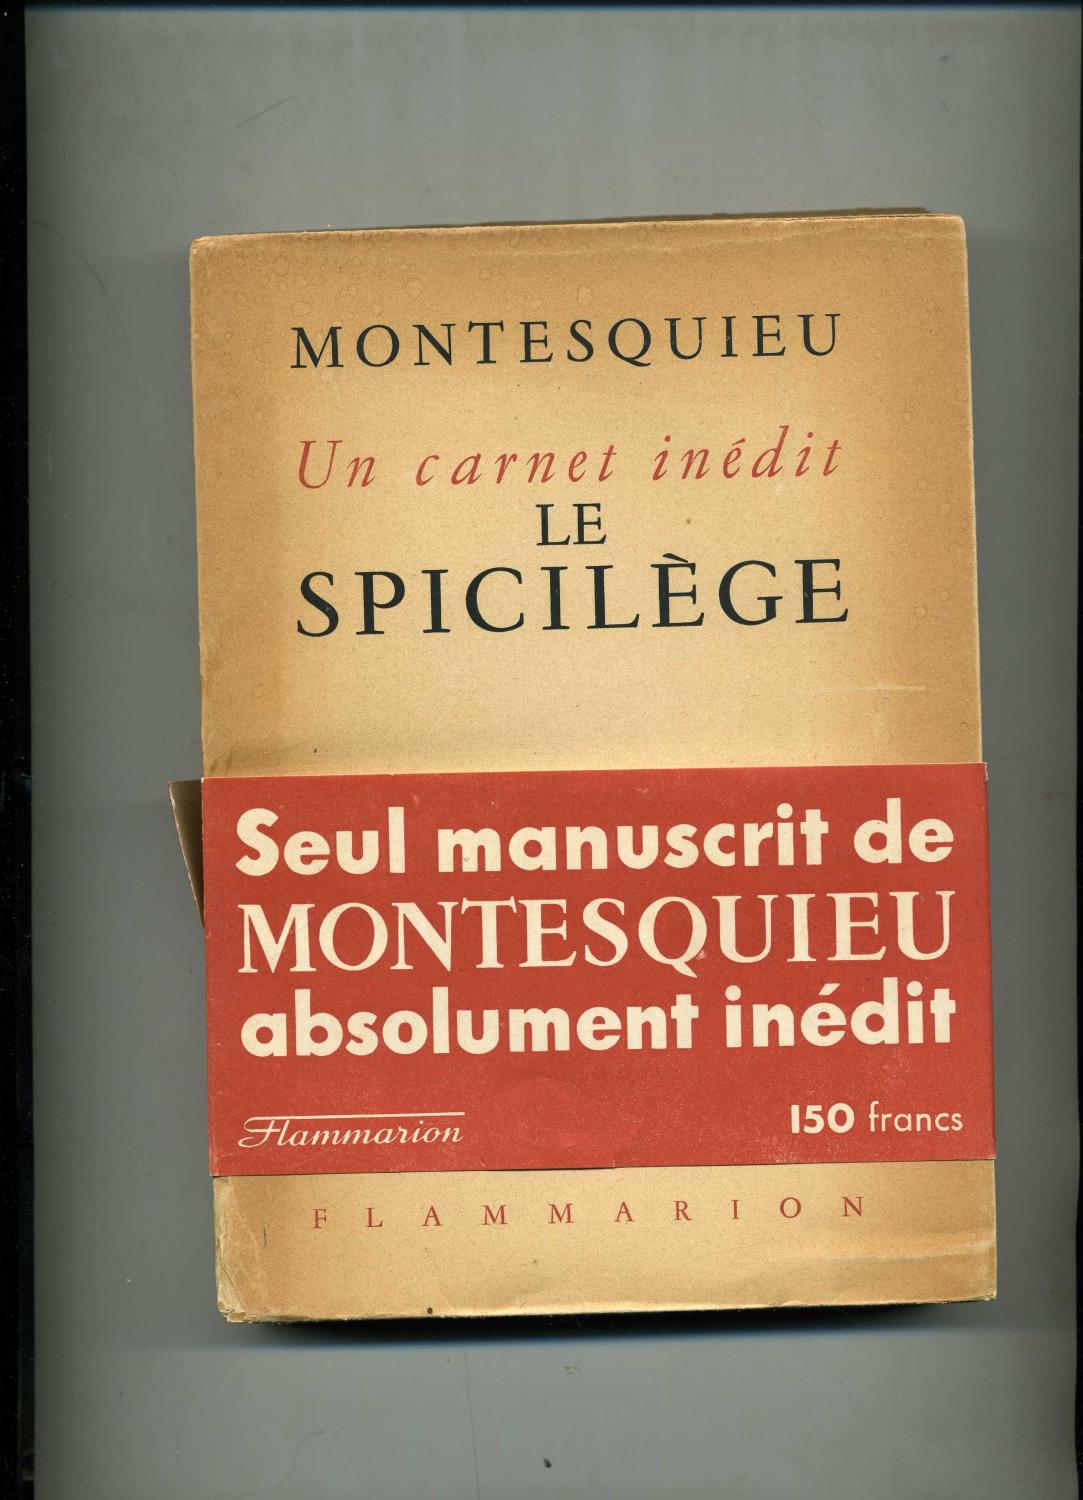 MONTESQUIEU
Un carnet inédit
LE
SPICILÈGE
Seul manuscrit de
MONTESQUIEU
absolument inédit
Flammarion 150 francs
FLAMMARION